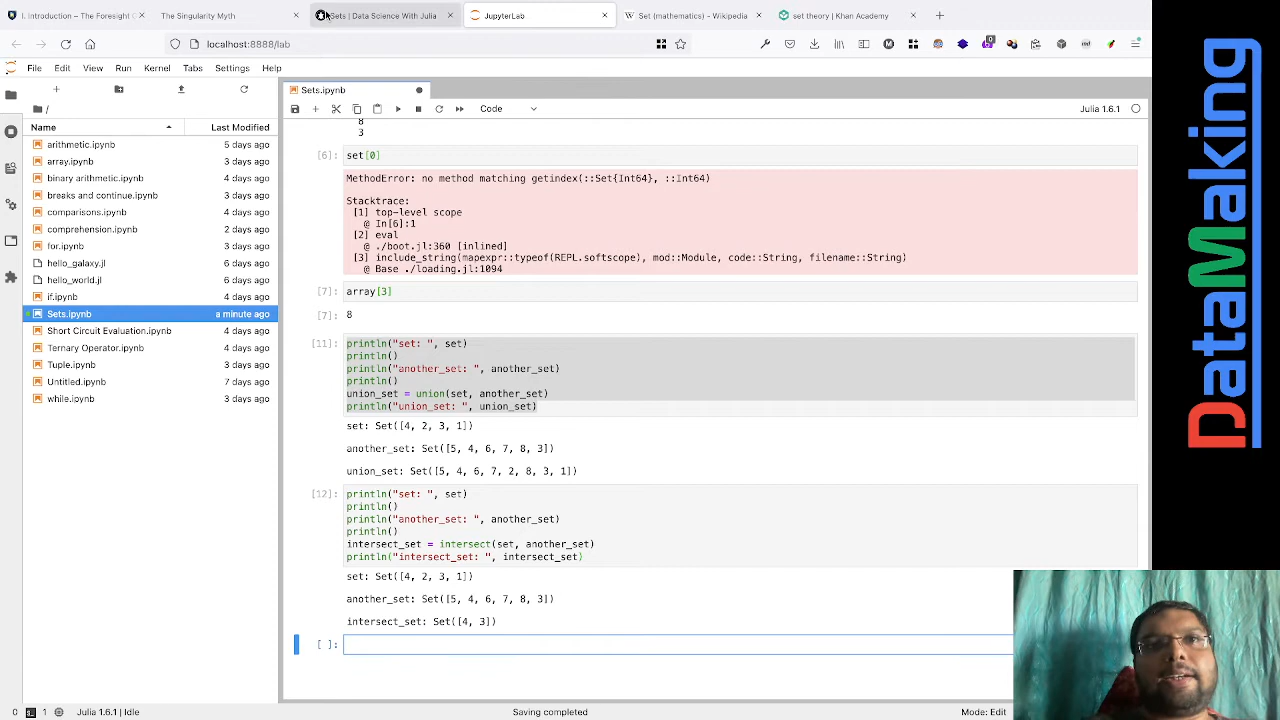 I. Introduction – The Foresight G
The Singularity Myth
Sets | Data Science With Julia
JupyterLab
Set (mathematics) - Wikipedia
set theory | Khan Academy
localhost:8888/lab
File Edit View Run Kernel Tabs Settings Help
Sets.ipynb
Code
Julia 1.6.1
/
Name Last Modified
arithmetic.ipynb 5 days ago
array.ipynb 3 days ago
binary arithmetic.ipynb 4 days ago
breaks and continue.ipynb 3 days ago
comparisons.ipynb 4 days ago
comprehension.ipynb 4 days ago
for.ipynb 3 days ago
hello_galaxy.jl 6 days ago
hello_world.jl 6 days ago
if.ipynb 4 days ago
Sets.ipynb a minute ago
Short Circuit Evaluation.ipynb 4 days ago
Ternary Operator.ipynb 4 days ago
Tuple.ipynb 3 days ago
Untitled.ipynb 7 days ago
while.ipynb 3 days ago
8
3
[6]: set[0]
MethodError: no method matching getindex(::Set{Int64}, ::Int64)
Stacktrace:
[1] top-level scope
@ In[6]:1
[2] eval
@ ./boot.jl:360 [inlined]
[3] include_string(mapexpr::typeof(REPL.softscope), mod::Module, code::String, filename::String)
@ Base ./loading.jl:1094
[7]: array[3]
[7]: 8
[11]: println("set: ", set)
println()
println("another_set: ", another_set)
println()
union_set = union(set, another_set)
println("union_set: ", union_set)
set: Set([4, 2, 3, 1])
another_set: Set([5, 4, 6, 7, 8, 3])
union_set: Set([5, 4, 6, 7, 2, 8, 3, 1])
[12]: println("set: ", set)
println()
println("another_set: ", another_set)
println()
intersect_set = intersect(set, another_set)
println("intersect_set: ", intersect_set)
set: Set([4, 2, 3, 1])
another_set: Set([5, 4, 6, 7, 8, 3])
intersect_set: Set([4, 3])
[ ]:
0 1 Julia 1.6.1 | Idle
Saving completed
Mode: Edit
DataMaking